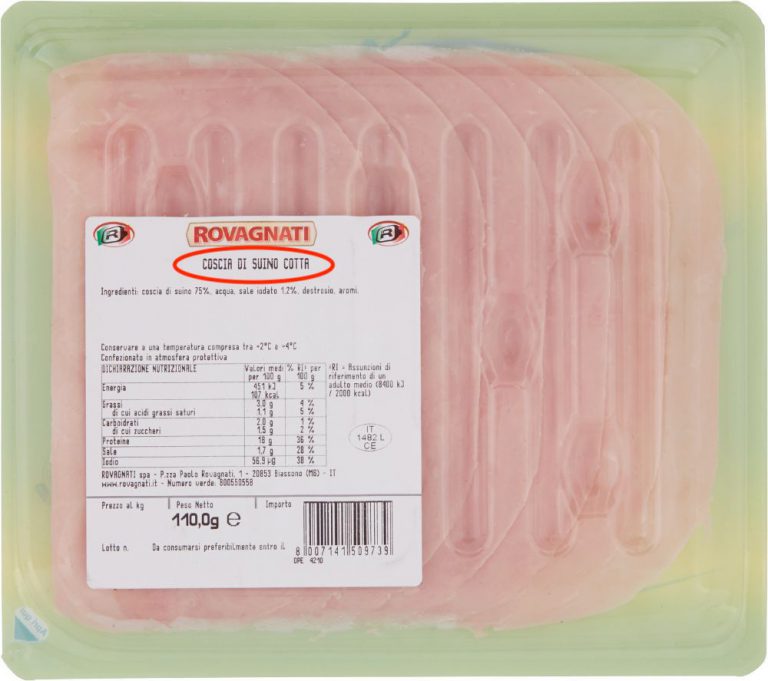 R ROVAGNATI R
COSCIA DI SUINO COTTA
Ingredienti: coscia di suino 75%, acqua, sale iodato 1,2%, destrosio, aromi.
Conservare a una temperatura compresa tra +2°C e +4°C
Confezionato in atmosfera protettiva
DICHIARAZIONE NUTRIZIONALE Valori medi per 100 g % RI¹ per 100 g
Energia 451 kJ 5 %
107 kcal
Grassi 3,0 g 4 %
di cui acidi grassi saturi 1,1 g 5 %
Carboidrati 2,0 g 1 %
di cui zuccheri 1,5 g 2 %
Proteine 18 g 36 %
Sale 1,7 g 28 %
Iodio 56,9 µg 38 %
¹RI = Assunzioni di
riferimento di un
adulto medio (8400 kJ
/ 2000 kcal)
IT
1482 L
CE
ROVAGNATI spa - P.zza Paolo Rovagnati, 1 - 20853 Biassono (MB) - IT
www.rovagnati.it - Numero verde: 800550558
Prezzo al kg Peso Netto Importo
110,0g e
Lotto n. Da consumarsi preferibilmente entro il
8 007141 509739
OPE 4210
Apri qui